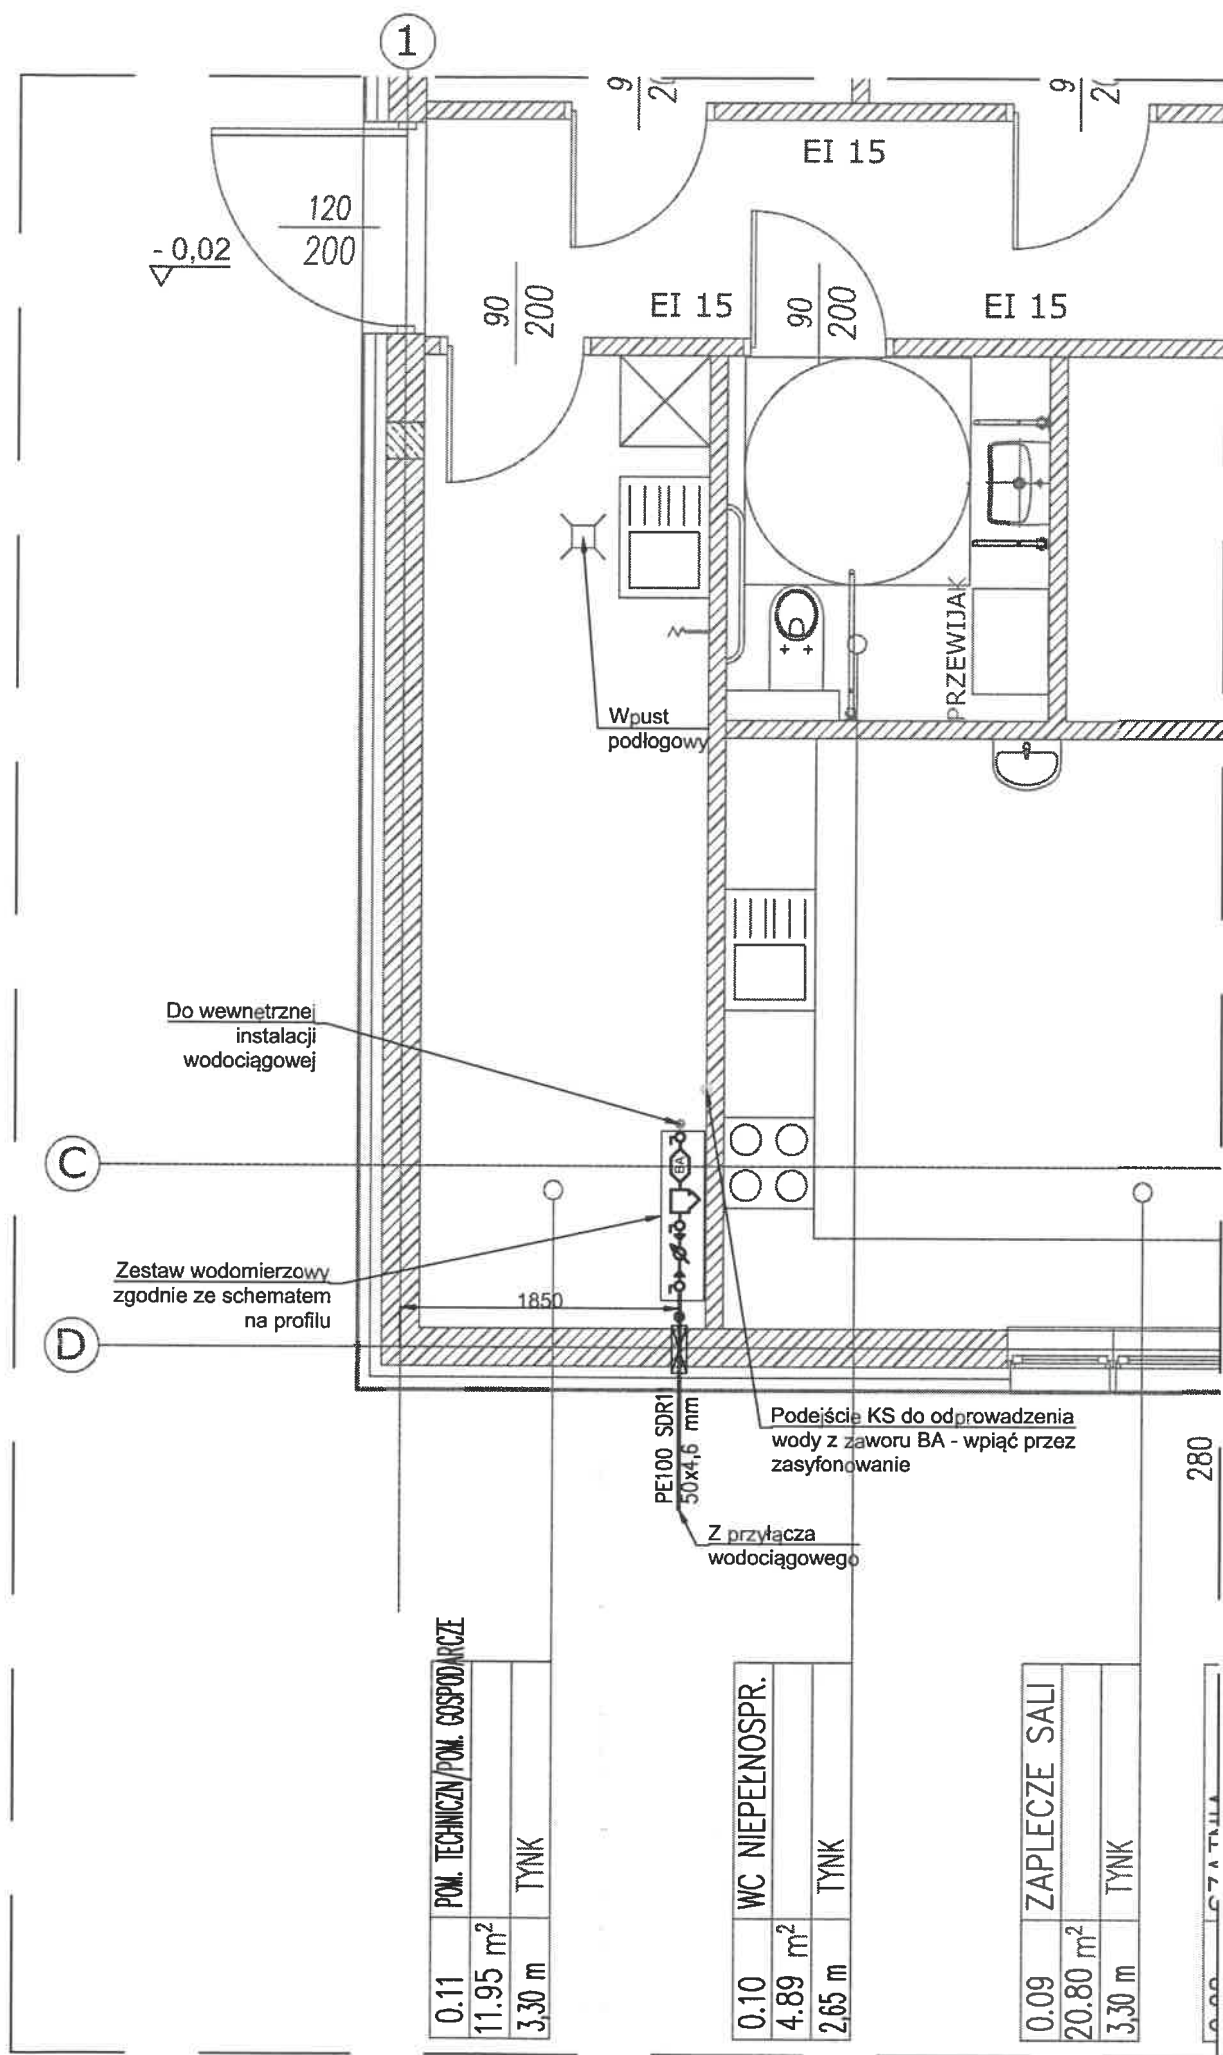 1
9
20
9
20
EI 15
120
200
- 0,02
90
200
EI 15
90
200
EI 15
PRZEWIJAK
Wpust
podłogowy
Do wewnętrznej
instalacji
wodociągowej
C
BA
Zestaw wodomierzowy
zgodnie ze schematem
na profilu
1850
D
PE100 SDR11
50x4,6 mm
Podejście KS do odprowadzenia
wody z zaworu BA - wpiąć przez
zasyfonowanie
280
Z przyłącza
wodociągowego
0.11 POM. TECHNICZN/POM. GOSPODARCZE
11.95 m²
3,30 m TYNK
0.10 WC NIEPEŁNOSPR.
4.89 m²
2,65 m TYNK
0.09 ZAPLECZE SALI
20.80 m²
3,30 m TYNK